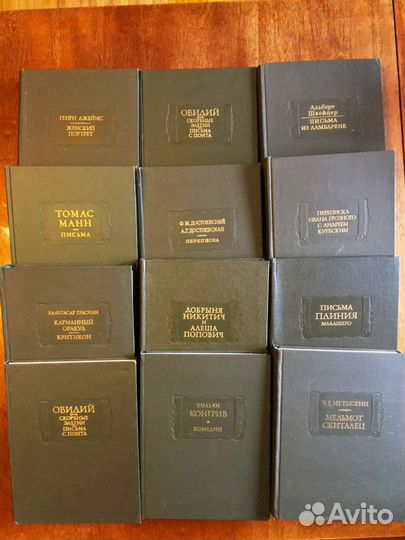 ГЕНРИ ДЖЕЙМС
ЖЕНСКИЙ
ПОРТРЕТ
ОВИДИЙ
СКОРБНЫЕ
ЭЛЕГИИ
ПИСЬМА
С ПОНТА
Альберт
Швейцер
ПИСЬМА
ИЗ ЛАМБАРЕНЕ
ТОМАС
МАНН
ПИСЬМА
Ф. М. ДОСТОЕВСКИЙ
А. Г. ДОСТОЕВСКАЯ
ПЕРЕПИСКА
ПЕРЕПИСКА
ИВАНА ГРОЗНОГО
С АНДРЕЕМ
КУРБСКИМ
БАЛЬТАСАР ГРАСИАН
КАРМАННЫЙ
ОРАКУЛ
КРИТИКОН
ДОБРЫНЯ
НИКИТИЧ
И
АЛЕША
ПОПОВИЧ
ПИСЬМА
ПЛИНИЯ
МЛАДШЕГО
ОВИДИЙ
СКОРБНЫЕ
ЭЛЕГИИ
ПИСЬМА
С ПОНТА
УИЛЬЯМ
КОНГРИВ
КОМЕДИИ
Ч. Р. МЕТЬЮРИН
МЕЛЬМОТ
СКИТАЛЕЦ
Avito